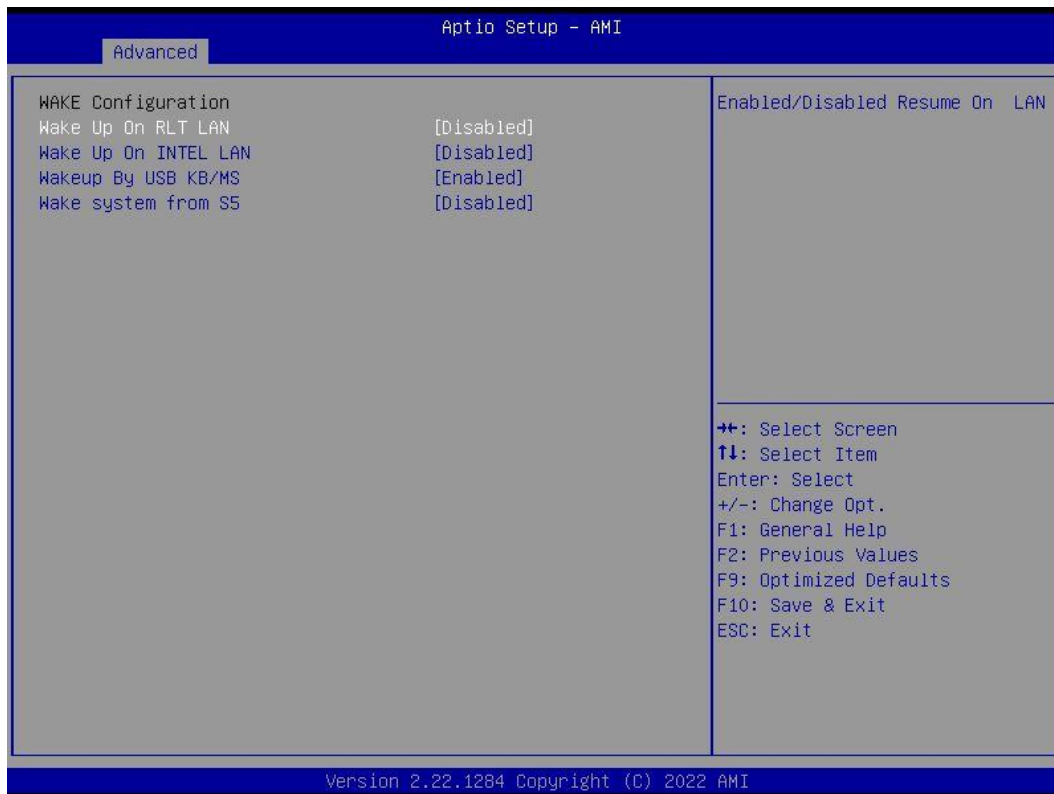 Aptio Setup – AMI
Advanced
WAKE Configuration
Wake Up On RLT LAN [Disabled]
Wake Up On INTEL LAN [Disabled]
Wakeup By USB KB/MS [Enabled]
Wake system from S5 [Disabled]
Enabled/Disabled Resume On LAN
→←: Select Screen
↑↓: Select Item
Enter: Select
+/-: Change Opt.
F1: General Help
F2: Previous Values
F9: Optimized Defaults
F10: Save & Exit
ESC: Exit
Version 2.22.1284 Copyright (C) 2022 AMI